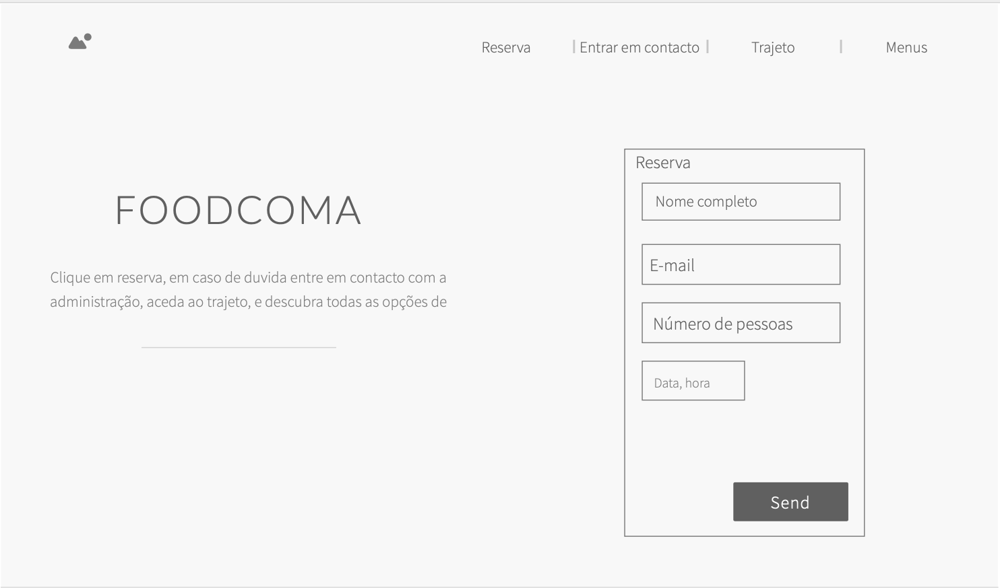 Reserva
Entrar em contacto
Trajeto
Menus
FOODCOMA
Clique em reserva, em caso de duvida entre em contacto com a
administração, aceda ao trajeto, e descubra todas as opções de
Reserva
Nome completo
E-mail
Número de pessoas
Data, hora
Send